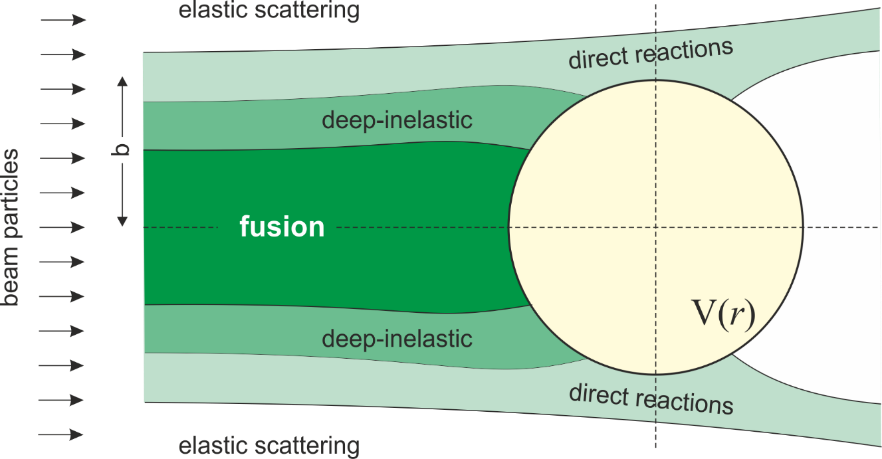 elastic scattering
direct reactions
deep-inelastic
b
beam particles
fusion
V(r)
deep-inelastic
direct reactions
elastic scattering